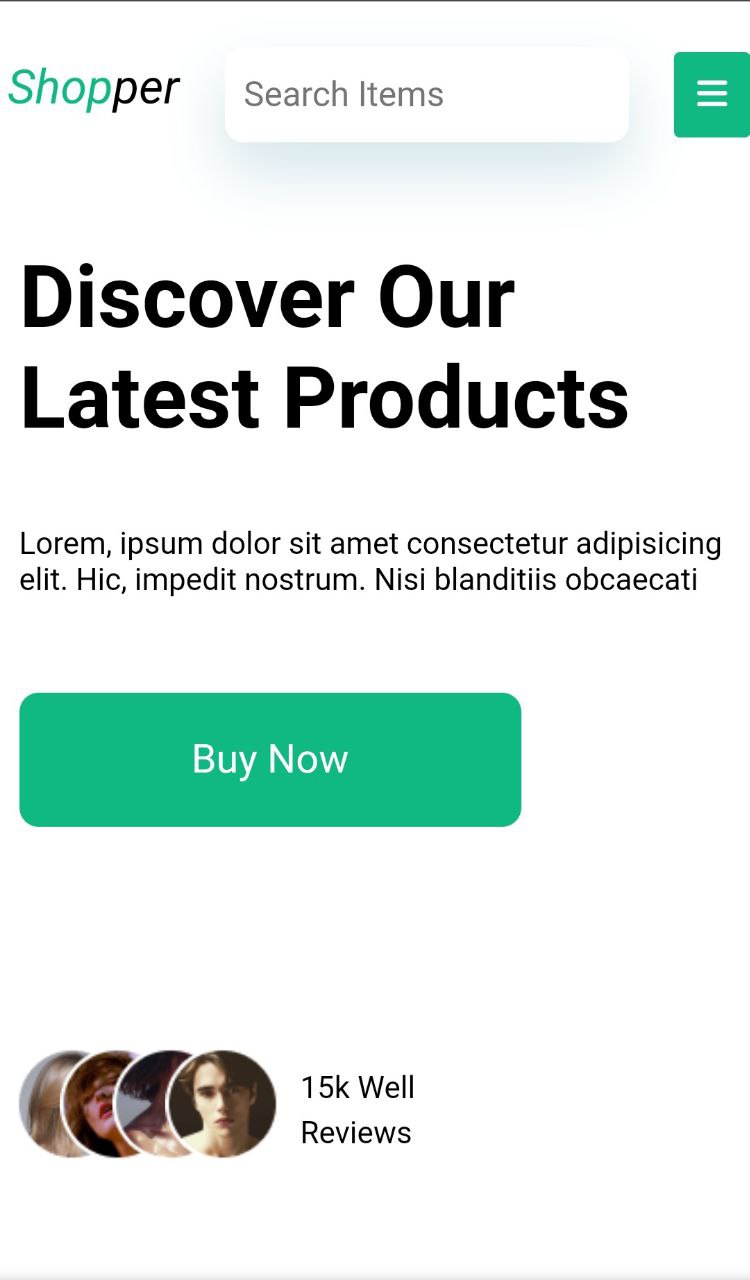 Shopper
Search Items
Discover Our
Latest Products
Lorem, ipsum dolor sit amet consectetur adipisicing
elit. Hic, impedit nostrum. Nisi blanditiis obcaecati
Buy Now
15k Well
Reviews